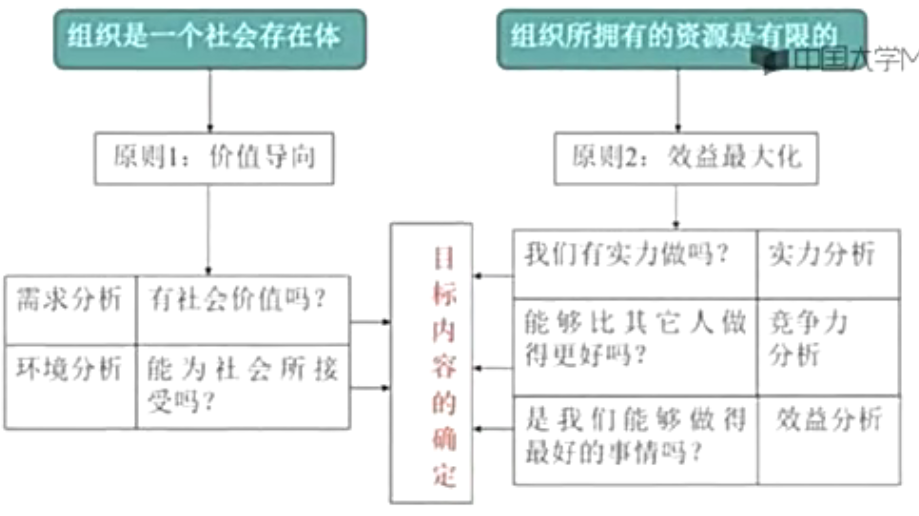 组织是一个社会存在体
组织所拥有的资源是有限的
中国大学M
原则1：价值导向
原则2：效益最大化
需求分析
有社会价值吗？
环境分析
能为社会所接
受吗？
目
标
内
容
的
确
定
我们有实力做吗？
实力分析
能够比其它人做
得更好吗？
竞争力
分析
是我们能够做得
最好的事情吗？
效益分析